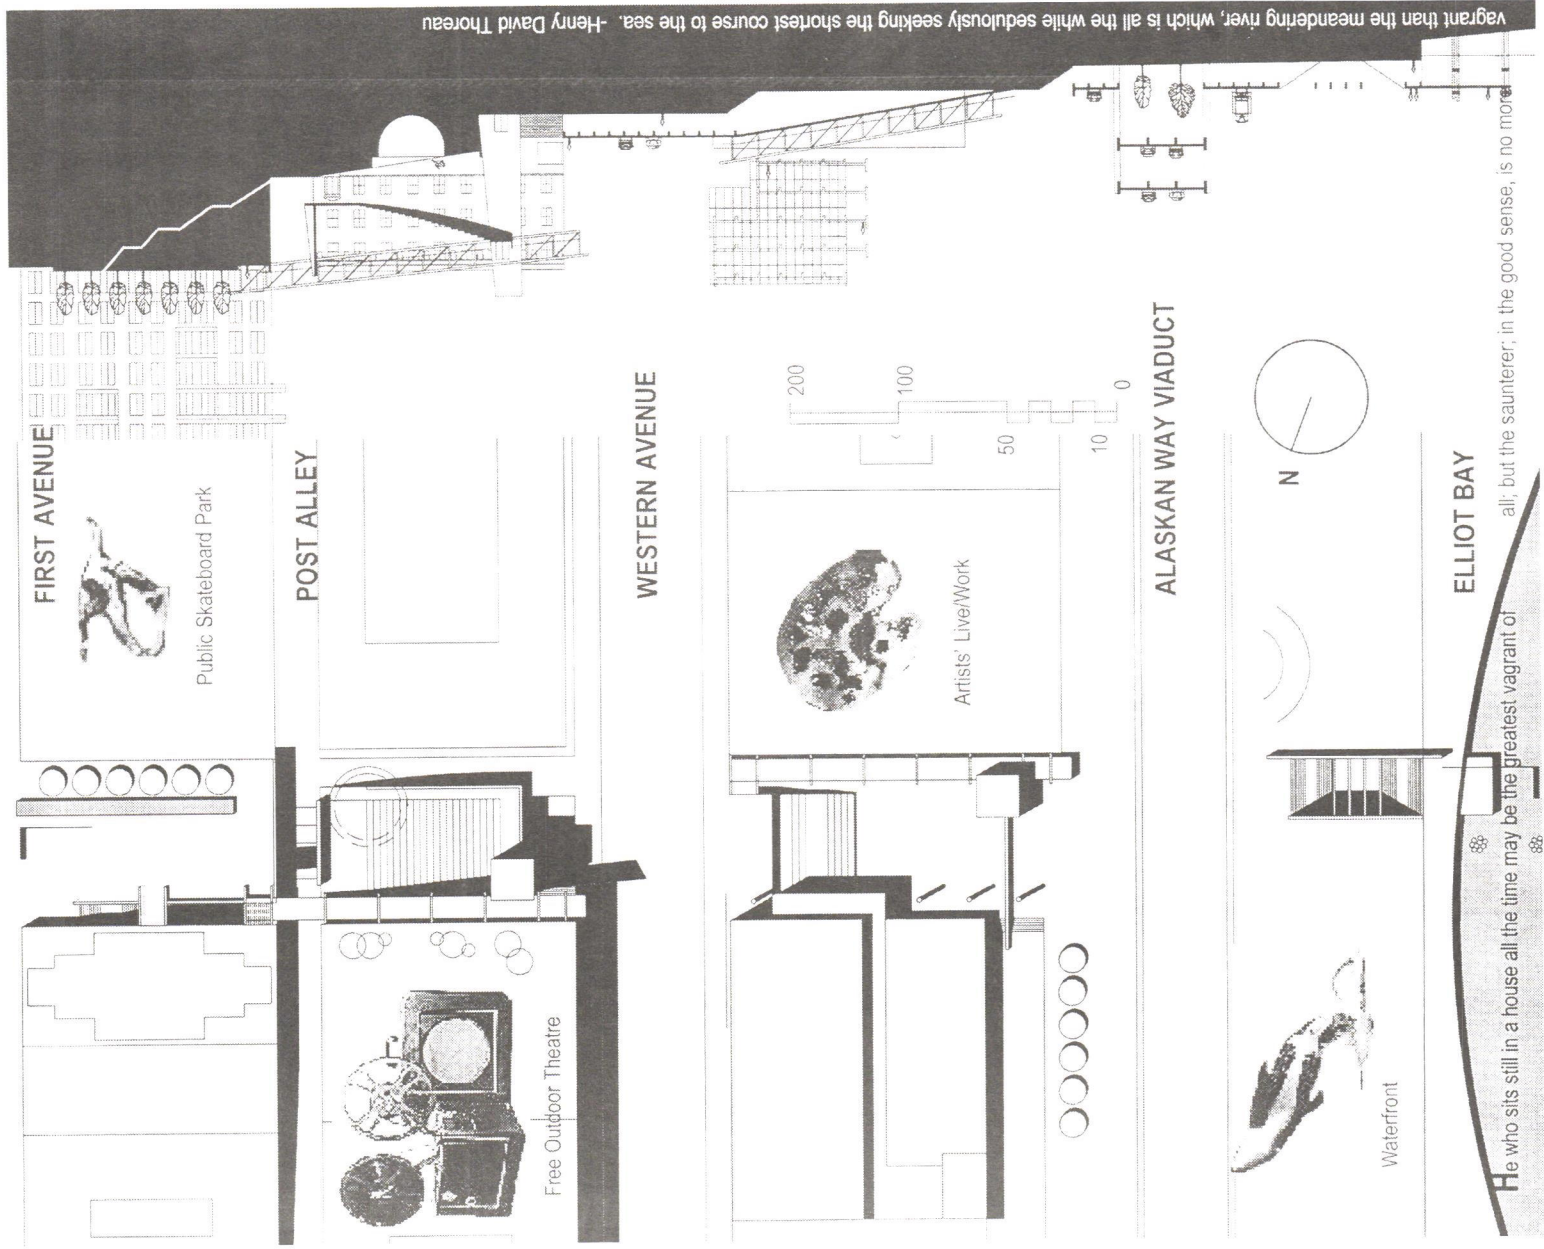 FIRST AVENUE
Public Skateboard Park
POST ALLEY
Free Outdoor Theatre
WESTERN AVENUE
Artists' Live/Work
200
100
50
10
0
ALASKAN WAY VIADUCT
N
Waterfront
ELLIOT BAY
He who sits still in a house all the time may be the greatest vagrant of
all; but the saunterer; in the good sense, is no more
vagrant than the meandering river, which is all the while sedulously seeking the shortest course to the sea. -Henry David Thoreau